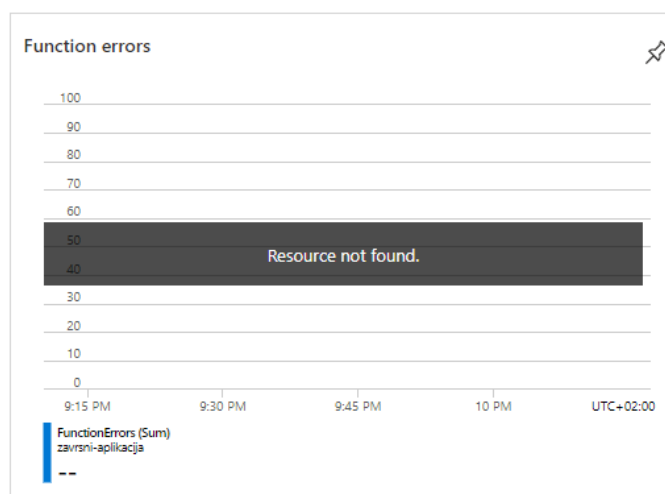 Function errors
100
90
80
70
60
50
Resource not found.
40
30
20
10
0
9:15 PM 9:30 PM 9:45 PM 10 PM UTC+02:00
FunctionErrors (Sum)
zavrsni-aplikacija
--